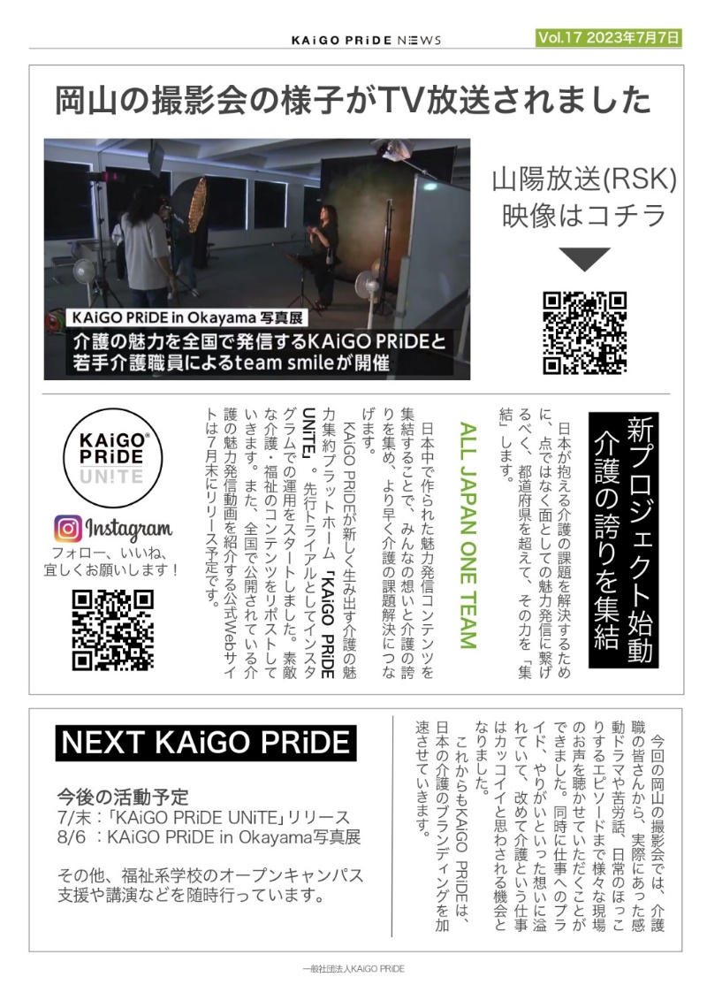 KAiGO PRiDE NEWS
Vol.17 2023年7月7日
岡山の撮影会の様子がTV放送されました
KAiGO PRiDE in Okayama 写真展
介護の魅力を全国で発信するKAiGO PRiDEと
若手介護職員によるteam smileが開催
山陽放送(RSK)
映像はコチラ
新プロジェクト始動
介護の誇りを集結
日本が抱える介護の課題を解決するため
に、点ではなく面としての魅力発信に繋げ
るべく、都道府県を超えて、その力を「集
結」します。
ALL JAPAN ONE TEAM
日本中で作られた魅力発信コンテンツを
集結することで、みんなの想いと介護の誇
りを集め、より早く介護の課題解決につな
げます。
KAiGO PRiDEが新しく生み出す介護の魅
力集約プラットホーム「KAiGO PRiDE
UNiTE」。先行トライアルとしてインスタ
グラムでの運用をスタートしました。素敵
な介護・福祉のコンテンツをリポストして
いきます。また、全国で公開されている介
護の魅力発信動画を紹介する公式Webサイ
トは7月末にリリース予定です。
KAiGO®
PRiDE
UN!TE
Instagram
フォロー、いいね、
宜しくお願いします！
今回の岡山の撮影会では、介護
職の皆さんから、実際にあった感
動ドラマや苦労話、日常のほっこ
りするエピソードまで様々な現場
のお声を聴かせていただくことが
できました。同時に仕事へのプラ
イド、やりがいといった想いに溢
れていて、改めて介護という仕事
はカッコイイと思わされる機会と
なりました。
これからもKAiGO PRiDEは、
日本の介護のブランディングを加
速させていきます。
NEXT KAiGO PRiDE
今後の活動予定
7/末：「KAiGO PRiDE UNiTE」リリース
8/6 ：KAiGO PRiDE in Okayama写真展
その他、福祉系学校のオープンキャンパス
支援や講演などを随時行っています。
一般社団法人KAiGO PRiDE